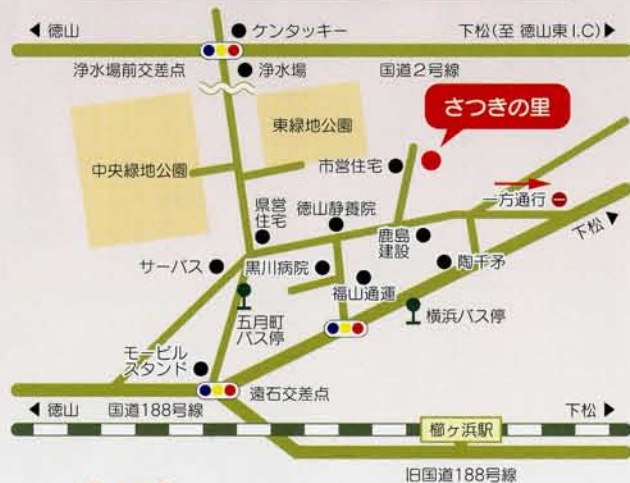 ◀ 徳山
ケンタッキー
下松(至 徳山東I.C)▶
浄水場前交差点
浄水場
国道2号線
さつきの里
東緑地公園
中央緑地公園
市営住宅
一方通行
県営
住宅
徳山静養院
鹿島
建設
下松▶
サーパス
黒川病院
陶千矛
福山通運
五月町
バス停
横浜バス停
モービル
スタンド
遠石交差点
◀ 徳山
国道188号線
下松 ▶
櫛ヶ浜駅
旧国道188号線